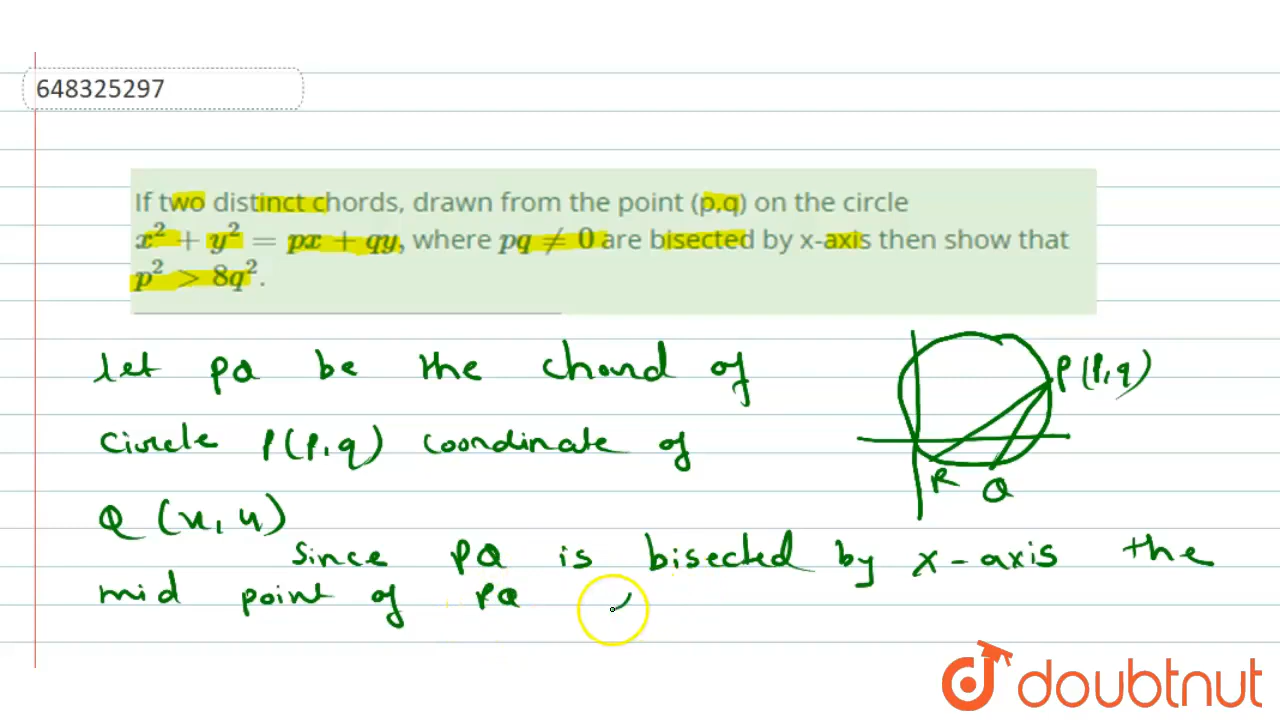 648325297
If two distinct chords, drawn from the point (p,q) on the circle
x² + y² = px + qy, where pq ≠ 0 are bisected by x-axis then show that
p² > 8q².
Let PQ be the chord of
circle P(P,q) coordinate of
Q (x, y)
Since PQ is bisected by x-axis the
mid point of PQ
P(P,q)
R
Q
doubtnut